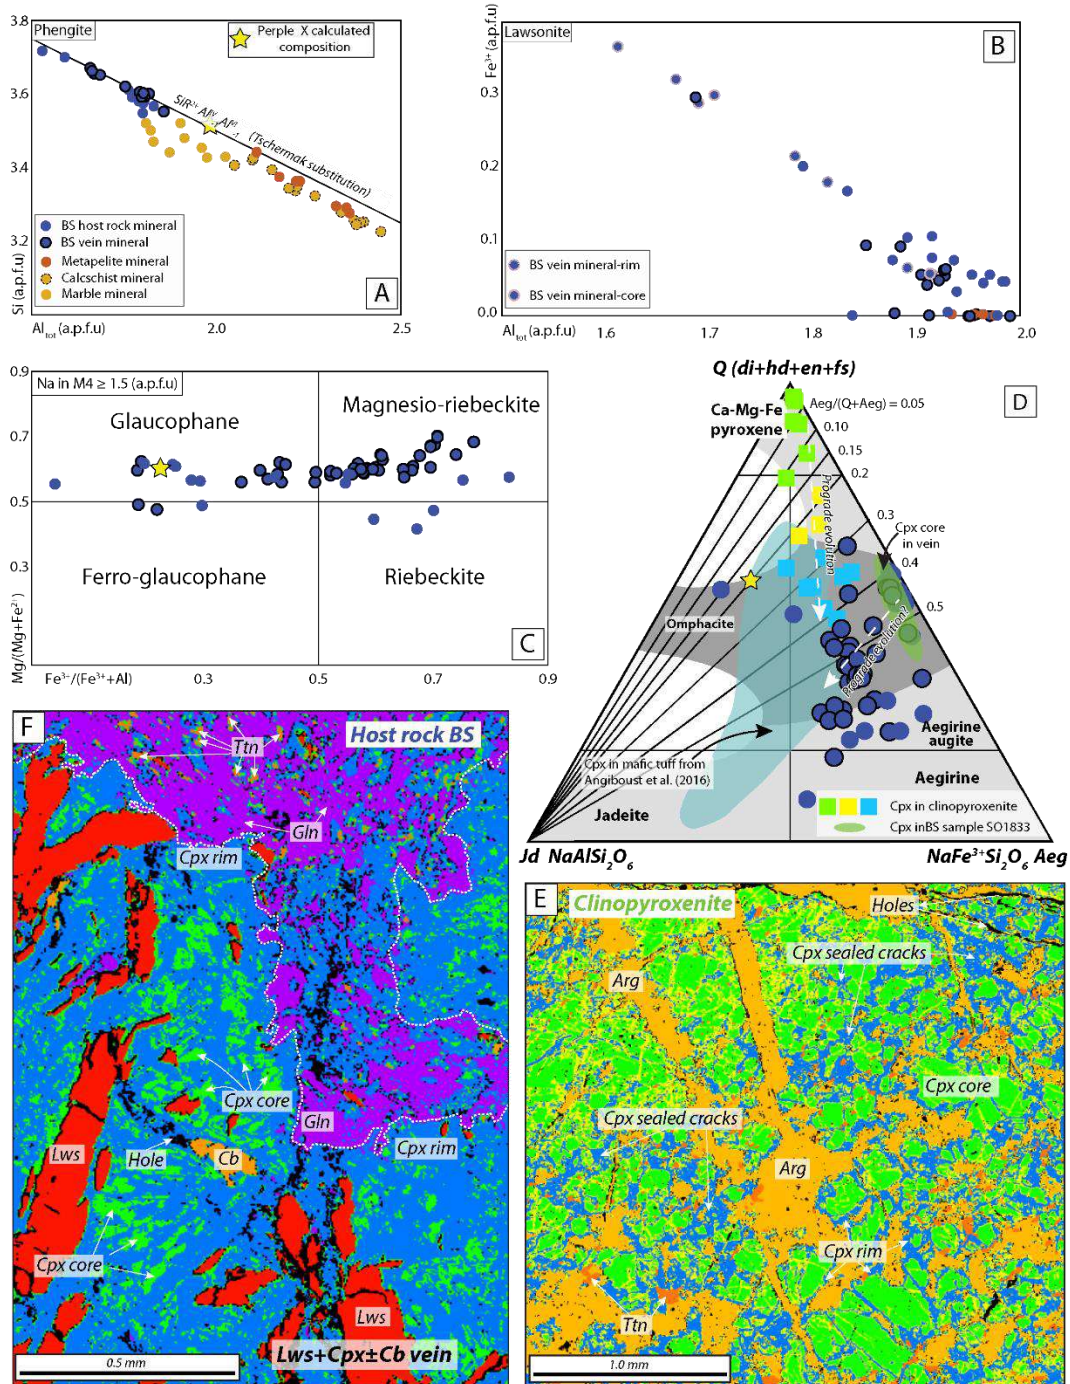 3.8
Phengite
Perple_X calculated
composition
3.6
SiR²⁺ Alᴵⱽ₋₁ Alⱽᴵ₋₁ (Tschermak substitution)
3.4
BS host rock mineral
BS vein mineral
Metapelite mineral
Calcschist mineral
Marble mineral
3.2
Si (a.p.f.u)
A
Al_tot (a.p.f.u)
2.0
2.5
Fe³⁺ (a.p.f.u)
Lawsonite
B
0.3
0.2
0.1
BS vein mineral-rim
BS vein mineral-core
0.0
Al_tot (a.p.f.u)
1.6
1.7
1.8
1.9
2.0
0.9
Na in M4 ≥ 1.5 (a.p.f.u)
Glaucophane
Magnesio-riebeckite
0.7
0.5
0.3
Ferro-glaucophane
Riebeckite
Mg/(Mg+Fe²⁺)
C
Fe³⁻/(Fe³⁺+Al)
0.3
0.5
0.7
0.9
Q (di+hd+en+fs)
D
Ca-Mg-Fe
pyroxene
Aeg/(Q+Aeg) = 0.05
0.10
0.15
0.2
0.3
Cpx core
in vein
0.4
0.5
Prograde evolution
Omphacite
Prograde evolution?
Cpx in mafic tuff from
Angiboust et al. (2016)
Aegirine
augite
Aegirine
Jadeite
Cpx in clinopyroxenite
Cpx inBS sample SO1833
Jd NaAlSi₂O₆
NaFe³⁺Si₂O₆ Aeg
F
Ttn
Host rock BS
Gln
Cpx rim
Cpx core
Gln
Lws
Hole
Cb
Cpx rim
Cpx core
Lws
0.5 mm
Lws+Cpx±Cb vein
E
Clinopyroxenite
Holes
Cpx sealed cracks
Arg
Cpx core
Cpx sealed cracks
Arg
Cpx rim
Ttn
1.0 mm